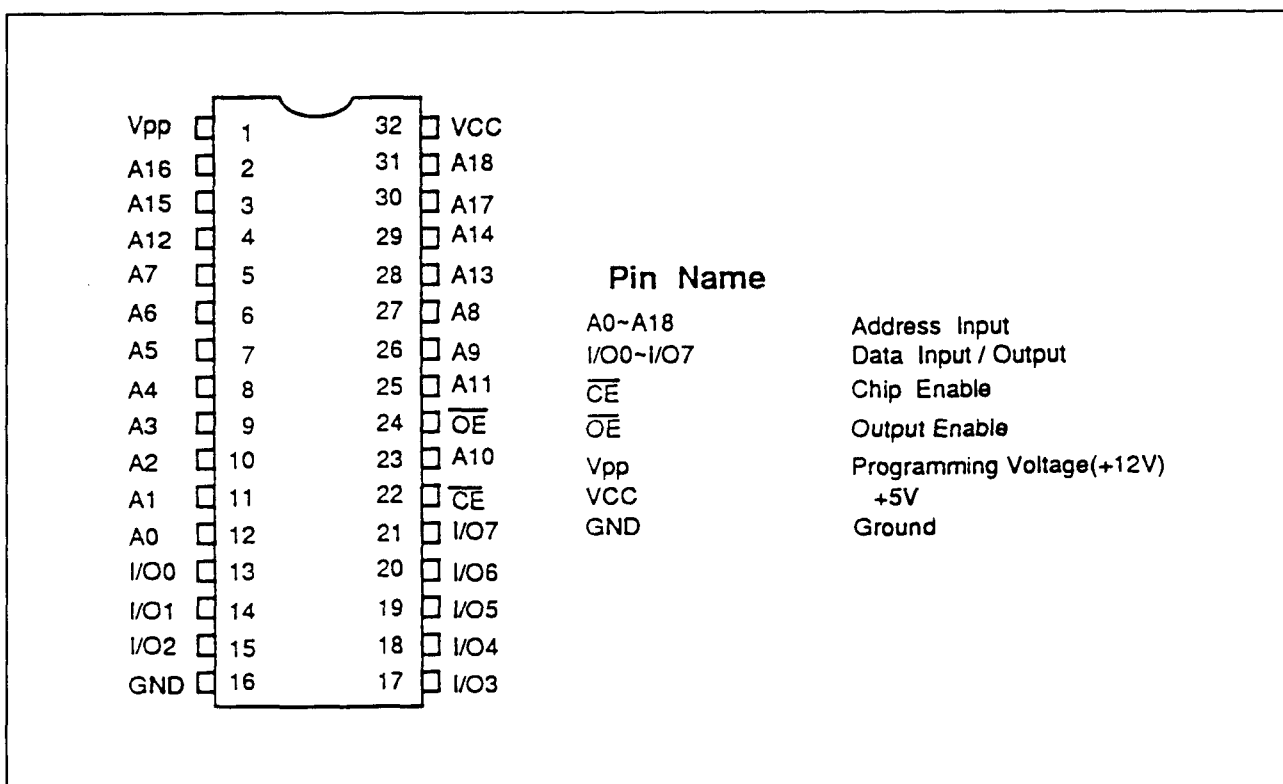 Vpp 1 32 VCC
A16 2 31 A18
A15 3 30 A17
A12 4 29 A14
A7 5 28 A13
A6 6 27 A8
A5 7 26 A9
A4 8 25 A11
A3 9 24 O̅E̅
A2 10 23 A10
A1 11 22 C̅E̅
A0 12 21 I/O7
I/O0 13 20 I/O6
I/O1 14 19 I/O5
I/O2 15 18 I/O4
GND 16 17 I/O3
Pin Name
A0~A18 Address Input
I/O0~I/O7 Data Input / Output
C̅E̅ Chip Enable
O̅E̅ Output Enable
Vpp Programming Voltage(+12V)
VCC +5V
GND Ground